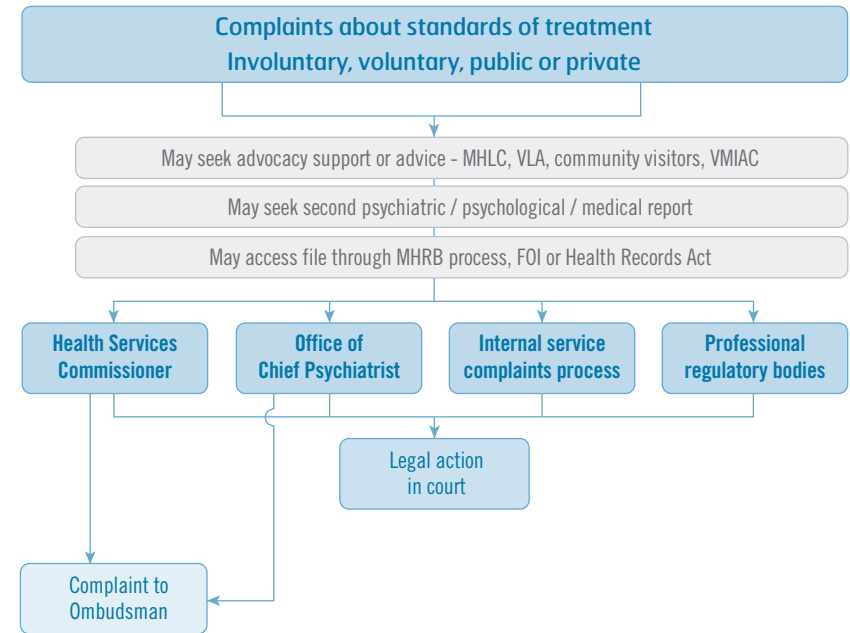 Complaints about standards of treatment
Involuntary, voluntary, public or private
May seek advocacy support or advice - MHLC, VLA, community visitors, VMIAC
May seek second psychiatric / psychological / medical report
May access file through MHRB process, FOI or Health Records Act
Health Services
Commissioner
Office of
Chief Psychiatrist
Internal service
complaints process
Professional
regulatory bodies
Legal action
in court
Complaint to
Ombudsman